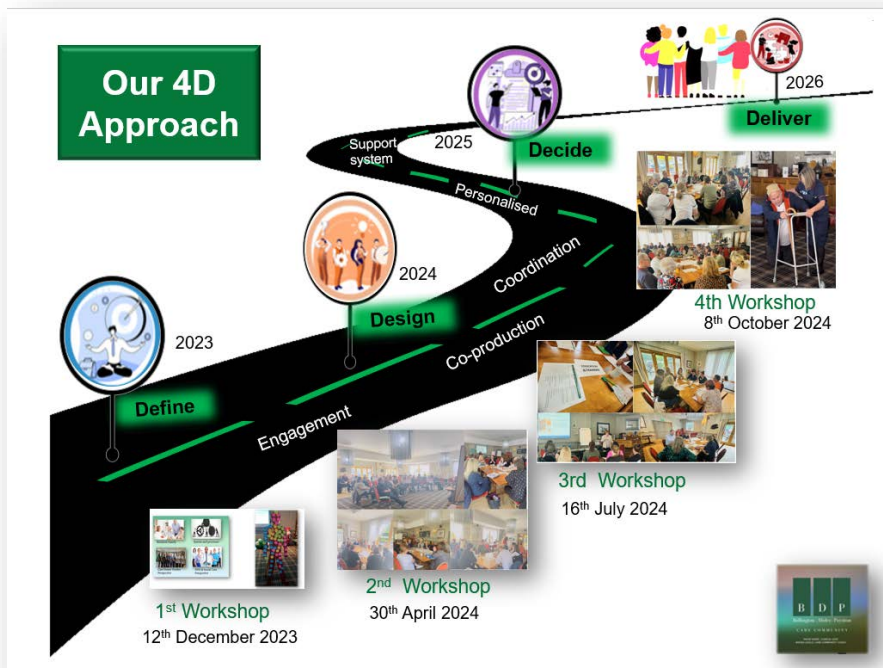 Our 4D
Approach
2026
Deliver
2025
Decide
Support
system
Personalised
2024
Design
Coordination
Co-production
2023
Define
Engagement
4th Workshop
8th October 2024
3rd Workshop
16th July 2024
2nd Workshop
30th April 2024
1st Workshop
12th December 2023
B D P
CARE COMMUNITY